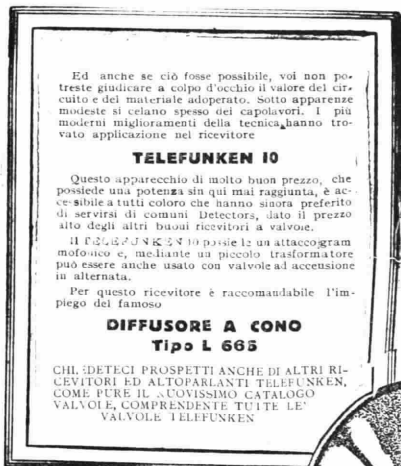 Ed anche se ciò fosse possibile, voi non po-
treste giudicare a colpo d'occhio il valore del cir-
cuito e del materiale adoperato. Sotto apparenze
modeste si celano spesso dei capolavori. I più
moderni miglioramenti della tecnica hanno tro-
vato applicazione nel ricevitore
TELEFUNKEN 10
Questo apparecchio di molto buon prezzo, che
possiede una potenza sin qui mai raggiunta, è ac-
cessibile a tutti coloro che hanno sinora preferito
di servirsi di comuni Detectors, dato il prezzo
alto degli altri buoni ricevitori a valvole.
Il TELEFUNKEN 10 possiede un attacco gram
mofonico e, mediante un piccolo trasformatore
può essere anche usato con valvole ad accensione
in alternata.
Per questo ricevitore è raccomandabile l'im-
piego del famoso
DIFFUSORE A CONO
Tipo L 665
CHIEDETECI PROSPETTI ANCHE DI ALTRI RI-
CEVITORI ED ALTOPARLANTI TELEFUNKEN,
COME PURE IL NUOVISSIMO CATALOGO
VALVOLE, COMPRENDENTE TUTTE LE
VALVOLE TELEFUNKEN